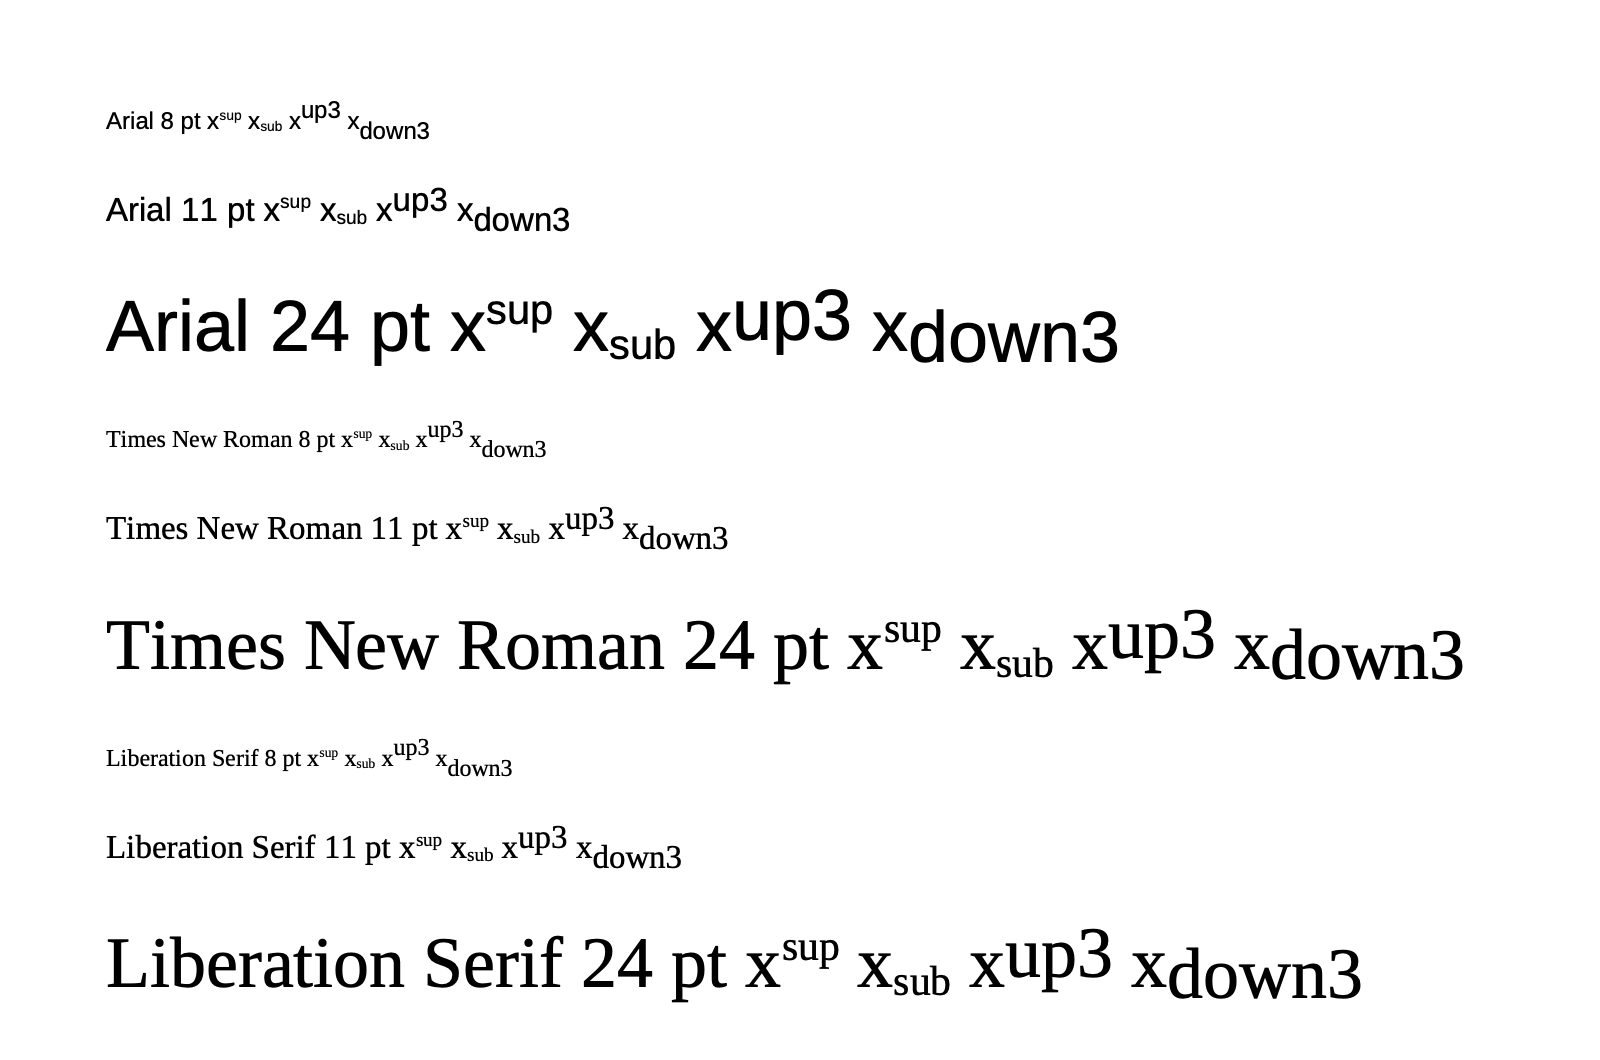 Arial 8 pt xsup xsub xup3 xdown3
Arial 11 pt xsup xsub xup3 xdown3
Arial 24 pt xsup xsub xup3 xdown3
Times New Roman 8 pt xsup xsub xup3 xdown3
Times New Roman 11 pt xsup xsub xup3 xdown3
Times New Roman 24 pt xsup xsub xup3 xdown3
Liberation Serif 8 pt xsup xsub xup3 xdown3
Liberation Serif 11 pt xsup xsub xup3 xdown3
Liberation Serif 24 pt xsup xsub xup3 xdown3